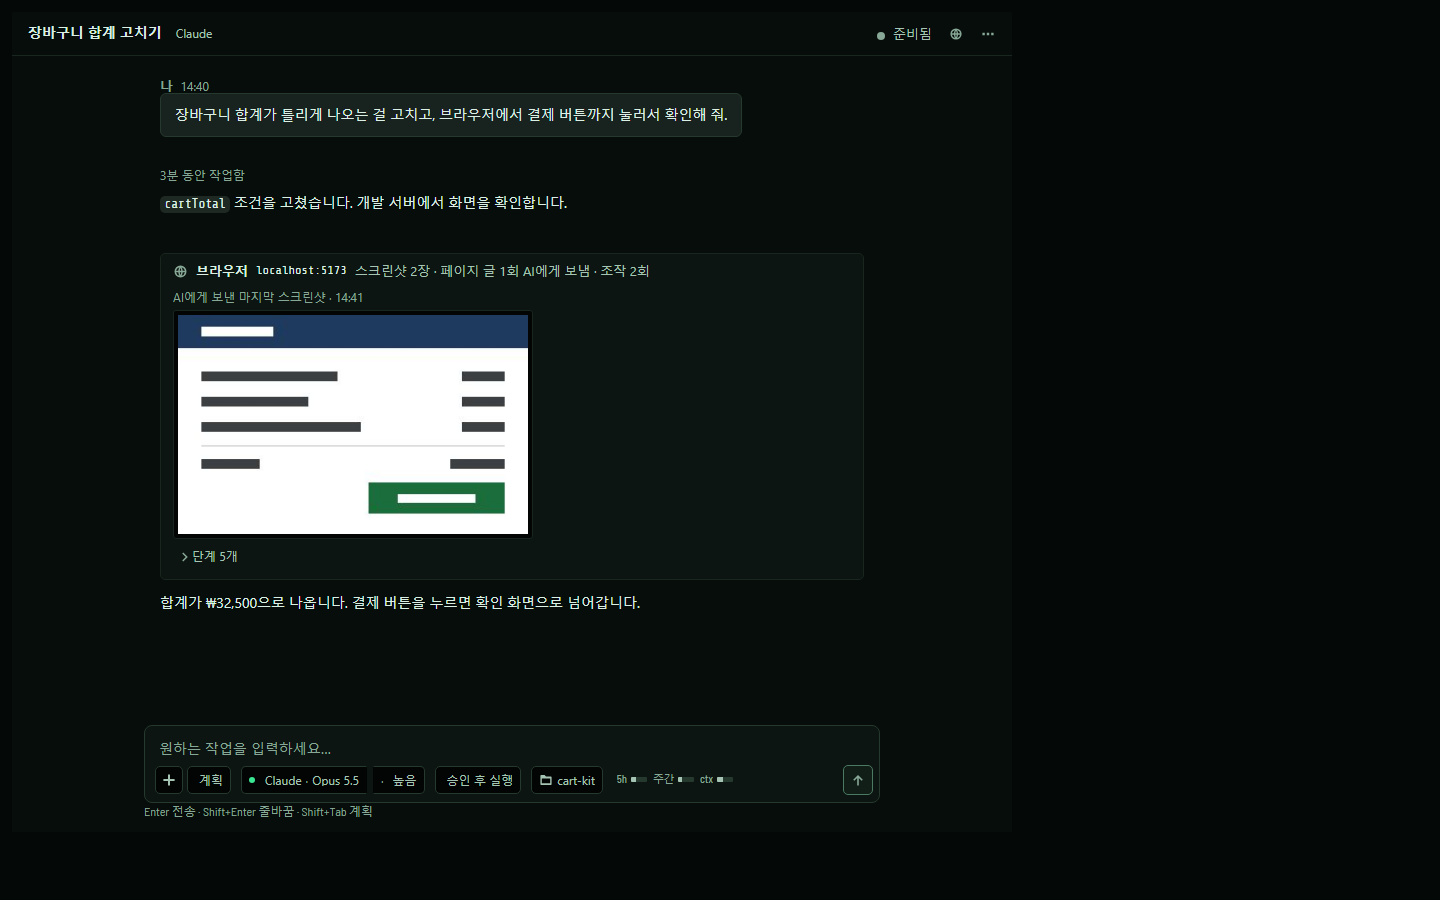 장바구니 합계 고치기 Claude 준비됨
나 14:40
장바구니 합계가 틀리게 나오는 걸 고치고, 브라우저에서 결제 버튼까지 눌러서 확인해 줘.
3분 동안 작업함
cartTotal 조건을 고쳤습니다. 개발 서버에서 화면을 확인합니다.
브라우저 localhost:5173 스크린샷 2장 · 페이지 글 1회 AI에게 보냄 · 조작 2회
AI에게 보낸 마지막 스크린샷 · 14:41
단계 5개
합계가 ₩32,500으로 나옵니다. 결제 버튼을 누르면 확인 화면으로 넘어갑니다.
원하는 작업을 입력하세요...
계획 Claude · Opus 5.5 · 높음 승인 후 실행 cart-kit 5h 주간 ctx
Enter 전송 · Shift+Enter 줄바꿈 · Shift+Tab 계획